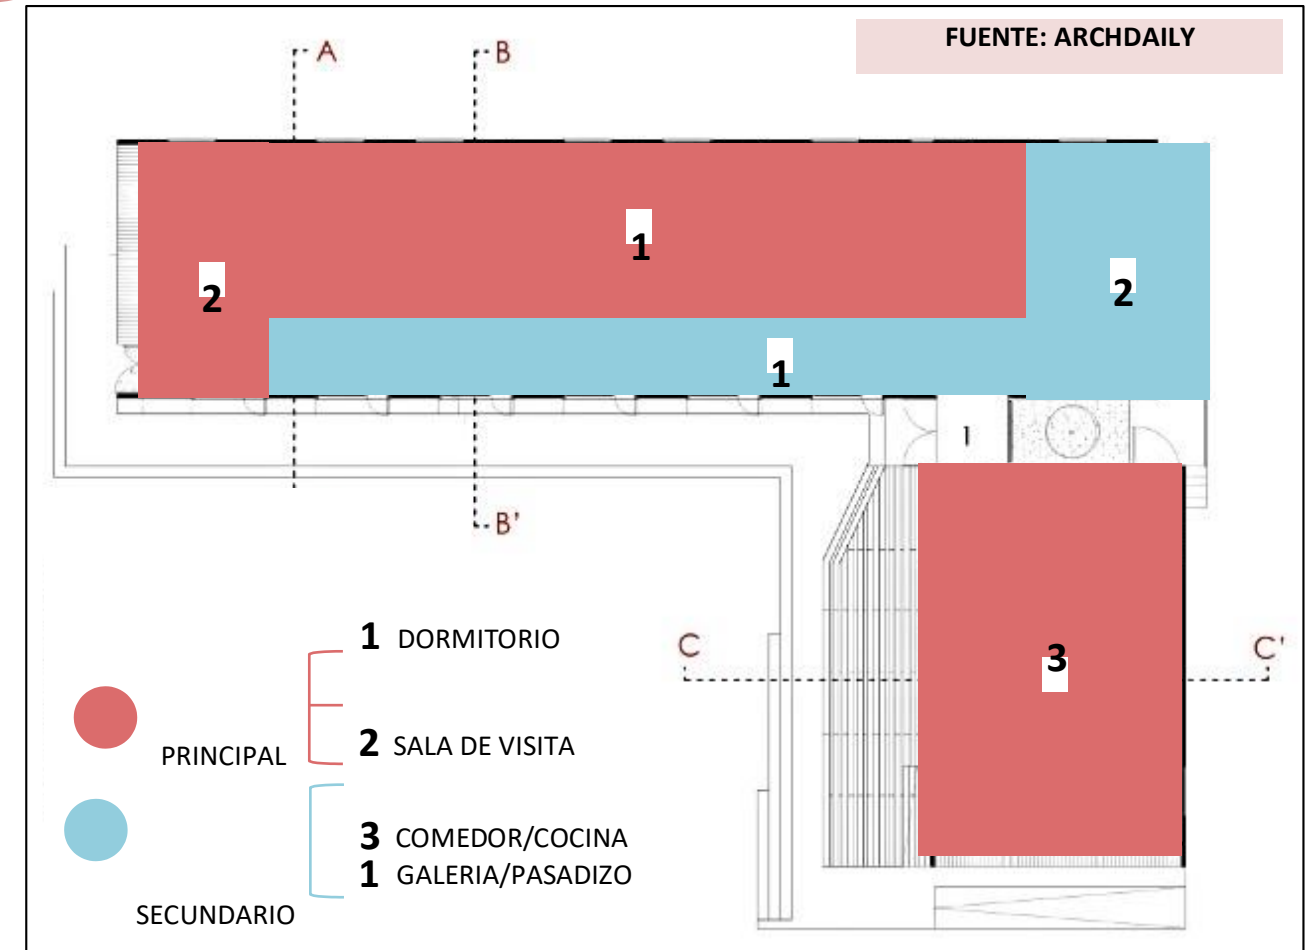 FUENTE: ARCHDAILY
A
B
1
2
2
1
1
B'
1 DORMITORIO
C
3
C'
2 SALA DE VISITA
PRINCIPAL
3 COMEDOR/COCINA
1 GALERIA/PASADIZO
SECUNDARIO